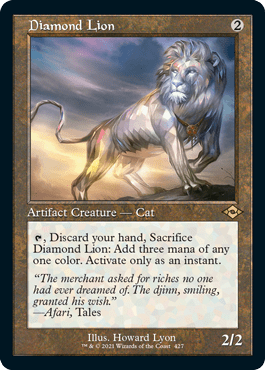 Diamond Lion 2
Artifact Creature — Cat
, Discard your hand, Sacrifice
Diamond Lion: Add three mana of any
one color. Activate only as an instant.
“The merchant asked for riches no one
had ever dreamed of. The djinn, smiling,
granted his wish.”
—Afari, Tales
Illus. Howard Lyon
™ & © 2021 Wizards of the Coast 427
2/2